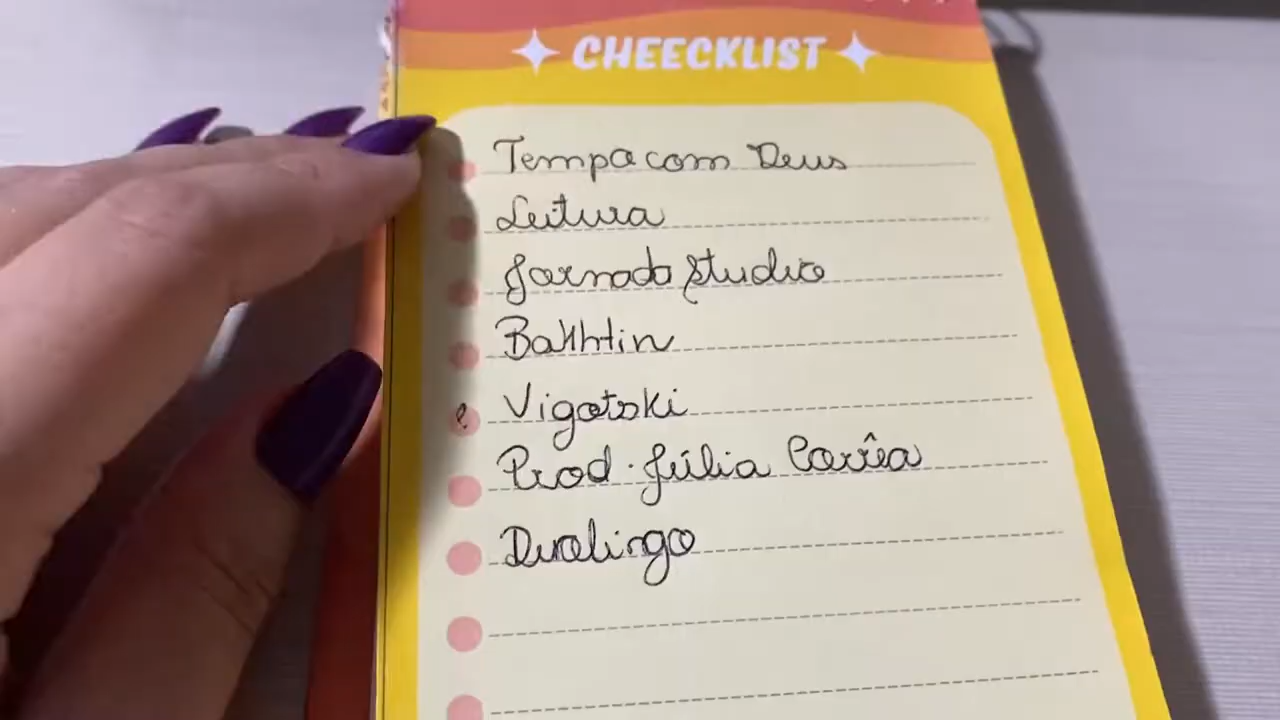 CHEECKLIST
Tempo com Deus
Leitura
Jornada Studio
Bakhtin
Vigotski
Prod. Júlia Corrêa
Duolingo